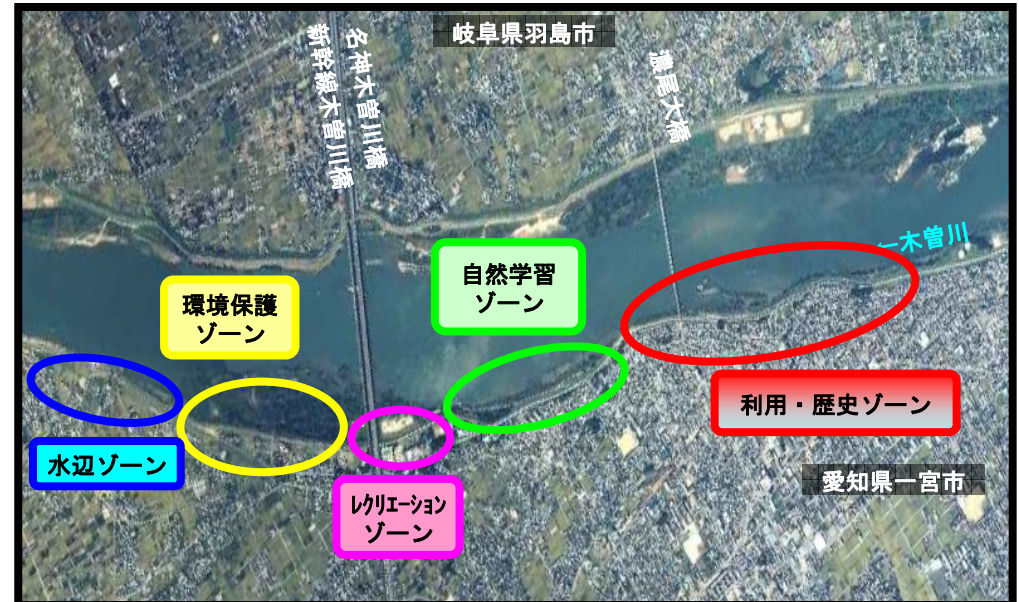 岐阜県羽島市
新幹線木曽川橋
名神木曽川橋
濃尾大橋
←木曽川
自然学習
ゾーン
環境保護
ゾーン
利用・歴史ゾーン
水辺ゾーン
ﾚｸﾘｴｰｼｮﾝ
ゾーン
愛知県一宮市